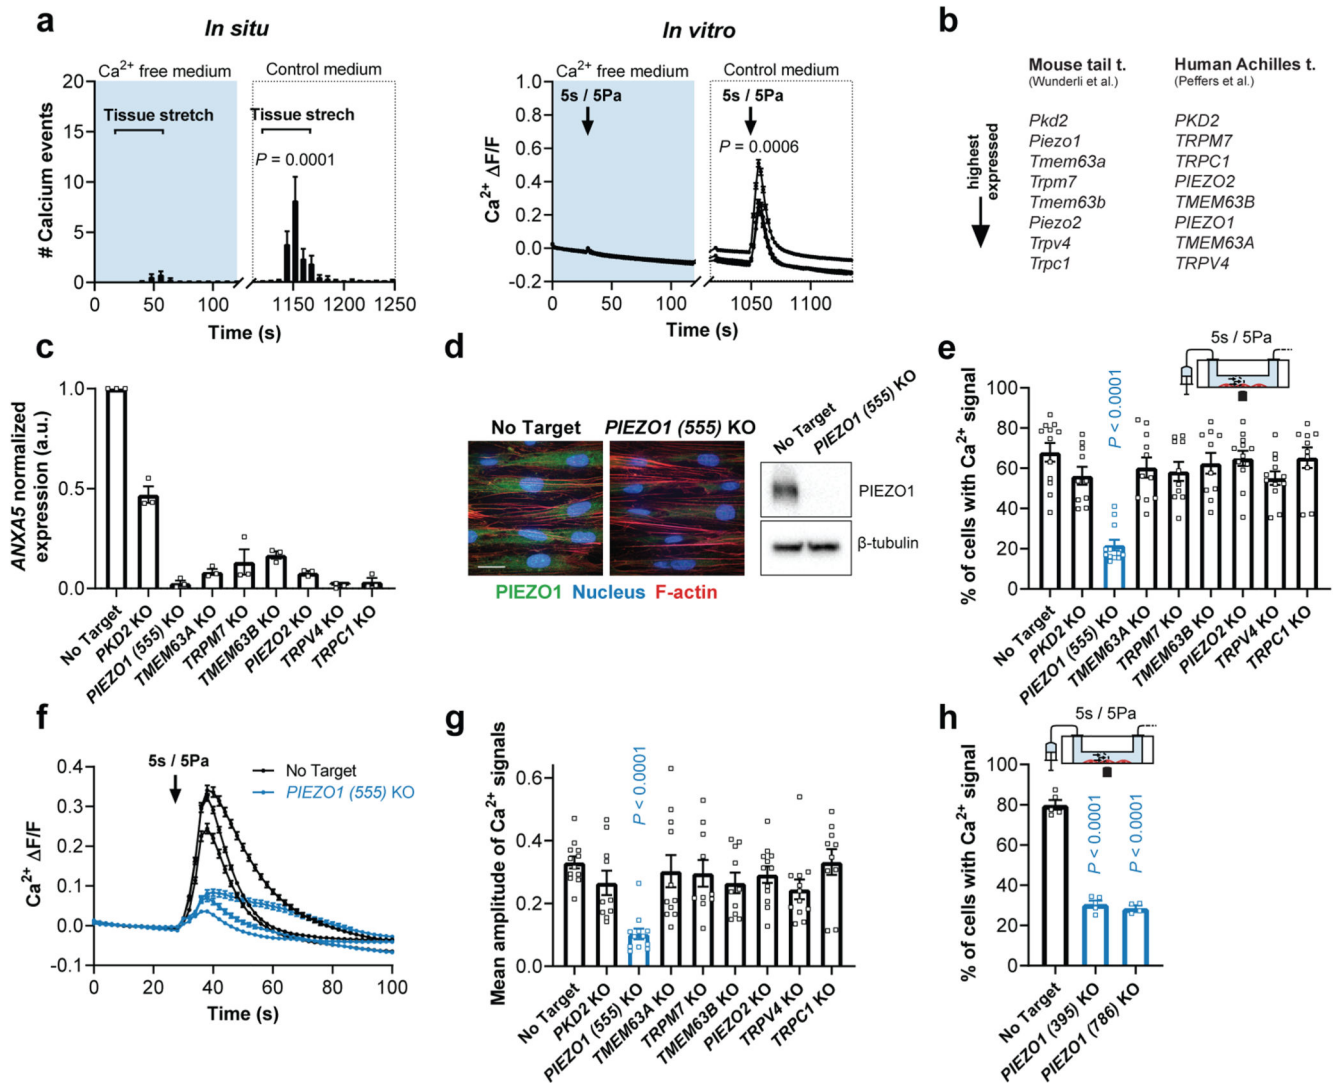 a
In situ
In vitro
Ca2+ free medium
Control medium
Tissue stretch
Tissue strech
P = 0.0001
# Calcium events
20
15
10
5
0
0
50
100
1150
1200
1250
Time (s)
Ca2+ free medium
Control medium
5s / 5Pa
5s / 5Pa
P = 0.0006
Ca2+ ΔF/F
1.0
0.8
0.6
0.4
0.2
0.0
-0.2
0
50
100
1050
1100
Time (s)
b
Mouse tail t.
(Wunderli et al.)
Human Achilles t.
(Peffers et al.)
highest
expressed
Pkd2
PKD2
Piezo1
TRPM7
Tmem63a
TRPC1
Trpm7
PIEZO2
Tmem63b
TMEM63B
Piezo2
PIEZO1
Trpv4
TMEM63A
Trpc1
TRPV4
c
ANXA5 normalized
expression (a.u.)
1.0
0.5
0.0
No Target
PKD2 KO
PIEZO1 (555) KO
TMEM63A KO
TRPM7 KO
TMEM63B KO
PIEZO2 KO
TRPV4 KO
TRPC1 KO
d
No Target
PIEZO1 (555) KO
PIEZO1 Nucleus F-actin
No Target
PIEZO1 (555) KO
PIEZO1
β-tubulin
e
5s / 5Pa
% of cells with Ca2+ signal
100
80
60
40
20
0
P < 0.0001
No Target
PKD2 KO
PIEZO1 (555) KO
TMEM63A KO
TRPM7 KO
TMEM63B KO
PIEZO2 KO
TRPV4 KO
TRPC1 KO
f
5s / 5Pa
No Target
PIEZO1 (555) KO
Ca2+ ΔF/F
0.4
0.3
0.2
0.1
0.0
-0.1
0
20
40
60
80
100
Time (s)
g
Mean amplitude of Ca2+ signals
0.6
0.4
0.2
0.0
P < 0.0001
No Target
PKD2 KO
PIEZO1 (555) KO
TMEM63A KO
TRPM7 KO
TMEM63B KO
PIEZO2 KO
TRPV4 KO
TRPC1 KO
h
5s / 5Pa
% of cells with Ca2+ signal
100
80
60
40
20
0
P < 0.0001
P < 0.0001
No Target
PIEZO1 (395) KO
PIEZO1 (786) KO